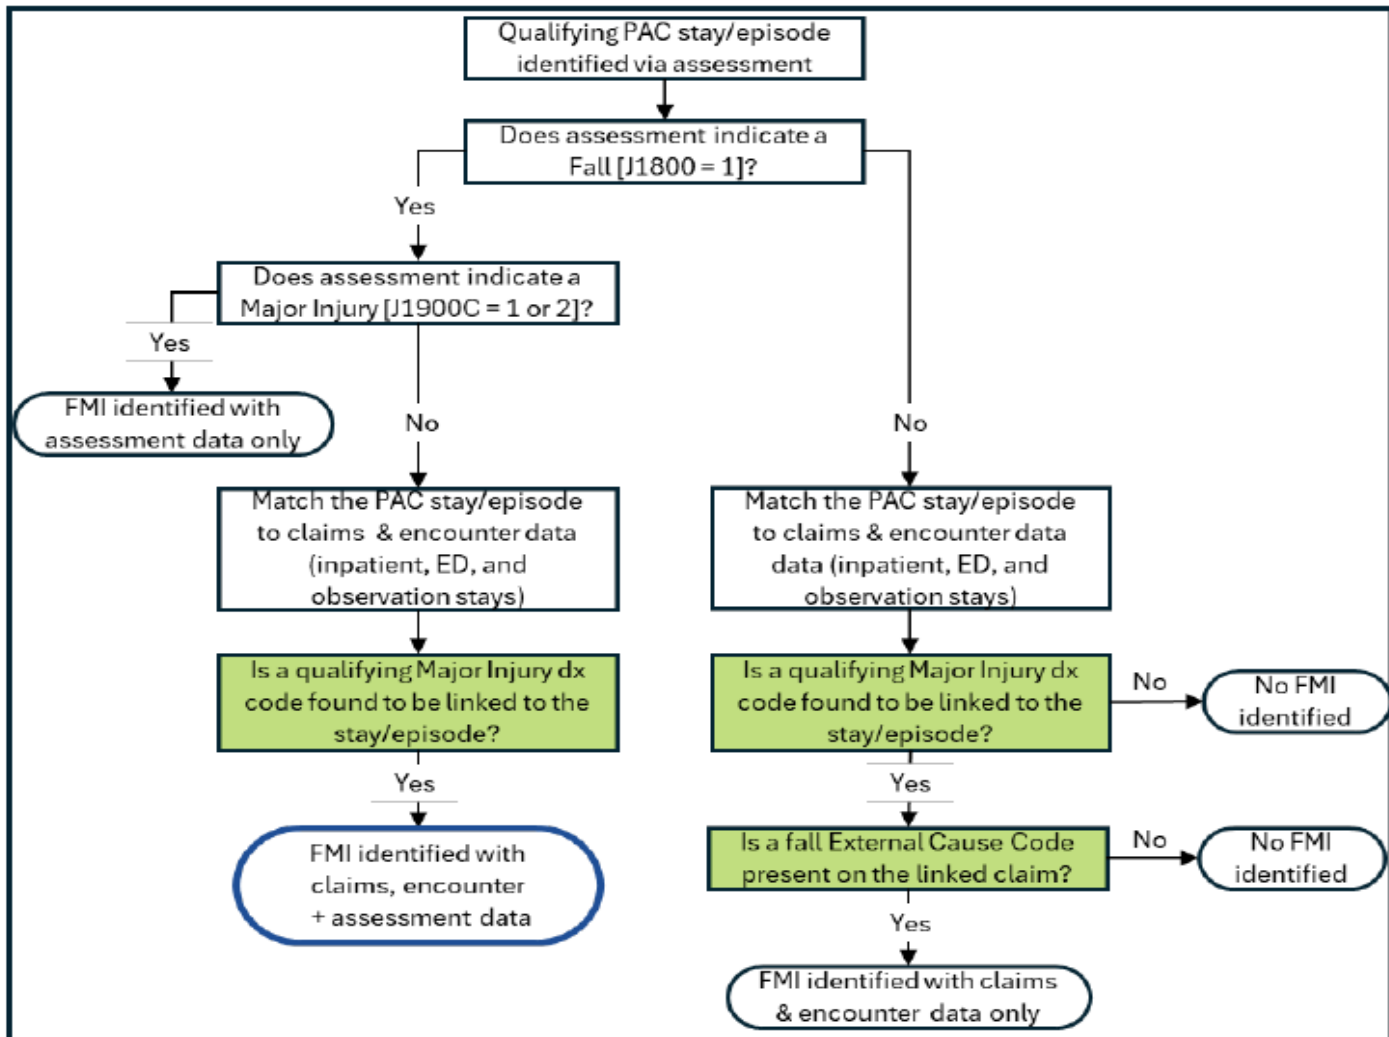 Qualifying PAC stay/episode
identified via assessment
Does assessment indicate a
Fall [J1800 = 1]?
Yes
Does assessment indicate a
Major Injury [J1900C = 1 or 2]?
Yes
FMI identified with
assessment data only
No
No
Match the PAC stay/episode
to claims & encounter data
(inpatient, ED, and
observation stays)
Match the PAC stay/episode
to claims & encounter data
data (inpatient, ED, and
observation stays)
Is a qualifying Major Injury dx
code found to be linked to the
stay/episode?
Is a qualifying Major Injury dx
code found to be linked to the
stay/episode?
No
No FMI
identified
Yes
Yes
FMI identified with
claims, encounter
+ assessment data
Is a fall External Cause Code
present on the linked claim?
No
No FMI
identified
Yes
FMI identified with claims
& encounter data only